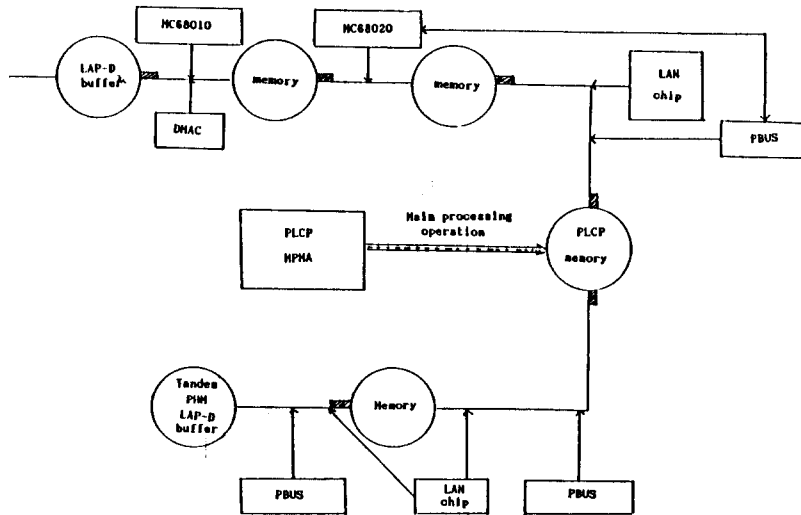 MC68010
MC68020
LAP-D
buffer
memory
memory
LAN
chip
DMAC
PBUS
Main processing
operation
PLCP
MPMA
PLCP
memory
Tandem
PHM
LAP-D
buffer
Memory
PBUS
LAN
chip
PBUS